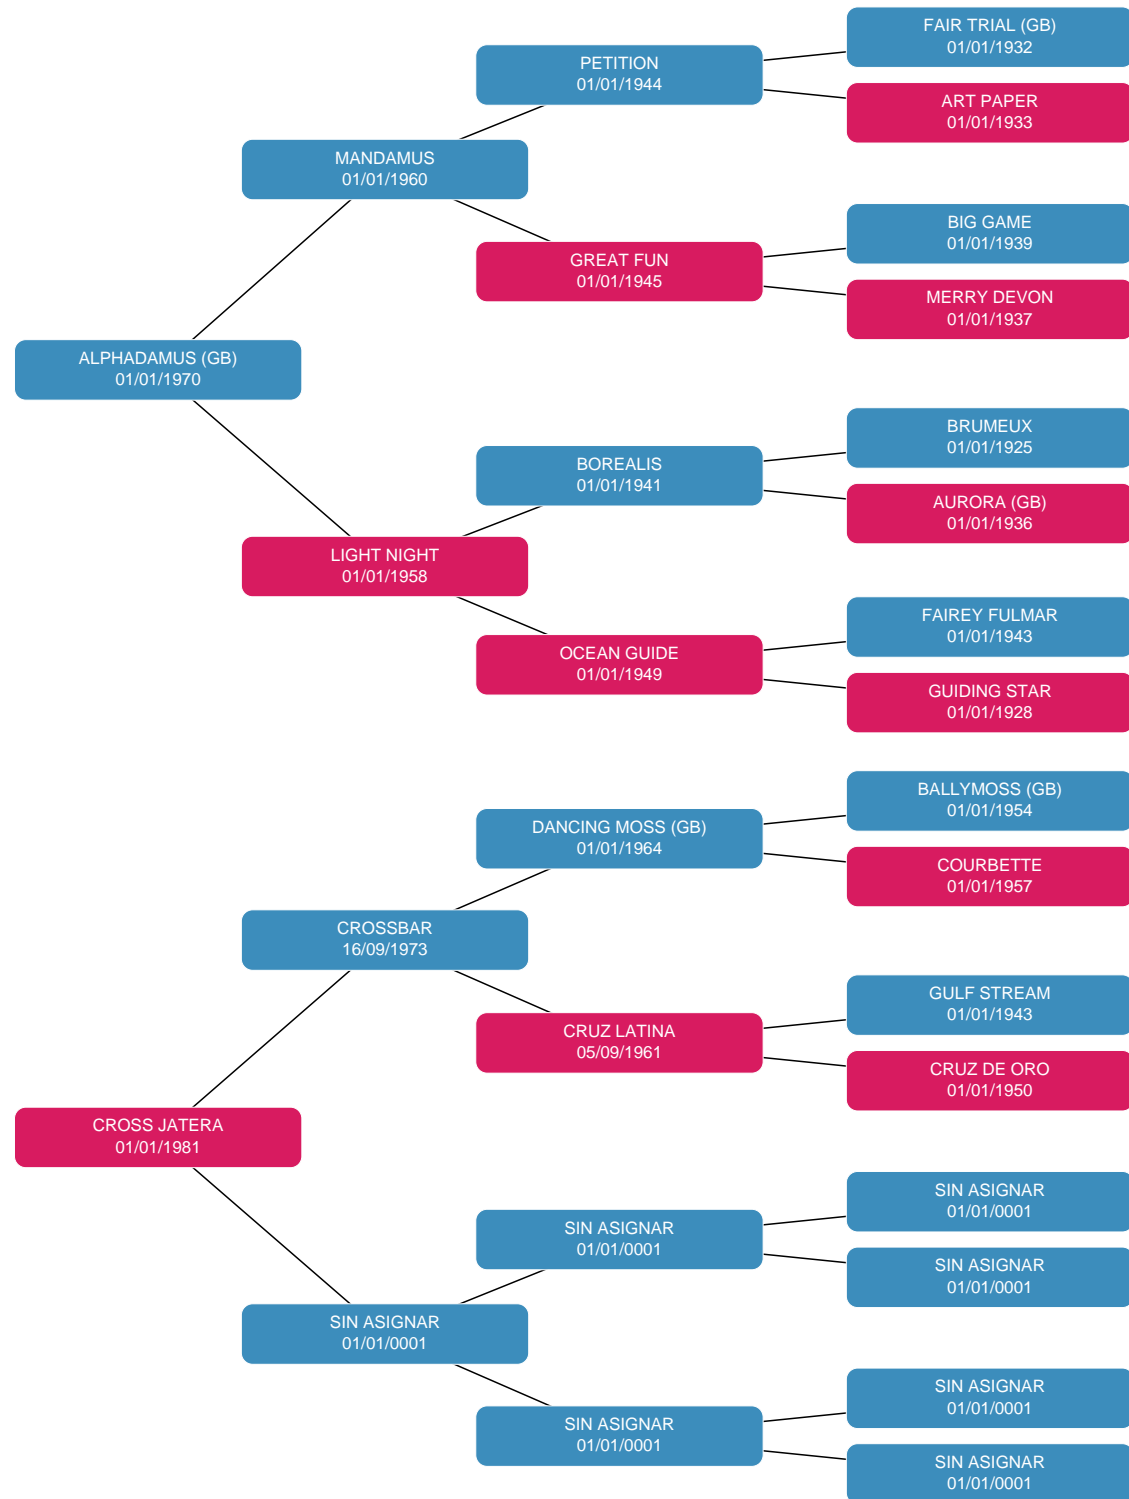 FAIR TRIAL (GB)
01/01/1932
PETITION
01/01/1944
ART PAPER
01/01/1933
MANDAMUS
01/01/1960
BIG GAME
01/01/1939
GREAT FUN
01/01/1945
MERRY DEVON
01/01/1937
ALPHADAMUS (GB)
01/01/1970
BRUMEUX
01/01/1925
BOREALIS
01/01/1941
AURORA (GB)
01/01/1936
LIGHT NIGHT
01/01/1958
FAIREY FULMAR
01/01/1943
OCEAN GUIDE
01/01/1949
GUIDING STAR
01/01/1928
BALLYMOSS (GB)
01/01/1954
DANCING MOSS (GB)
01/01/1964
COURBETTE
01/01/1957
CROSSBAR
16/09/1973
GULF STREAM
01/01/1943
CRUZ LATINA
05/09/1961
CRUZ DE ORO
01/01/1950
CROSS JATERA
01/01/1981
SIN ASIGNAR
01/01/0001
SIN ASIGNAR
01/01/0001
SIN ASIGNAR
01/01/0001
SIN ASIGNAR
01/01/0001
SIN ASIGNAR
01/01/0001
SIN ASIGNAR
01/01/0001
SIN ASIGNAR
01/01/0001